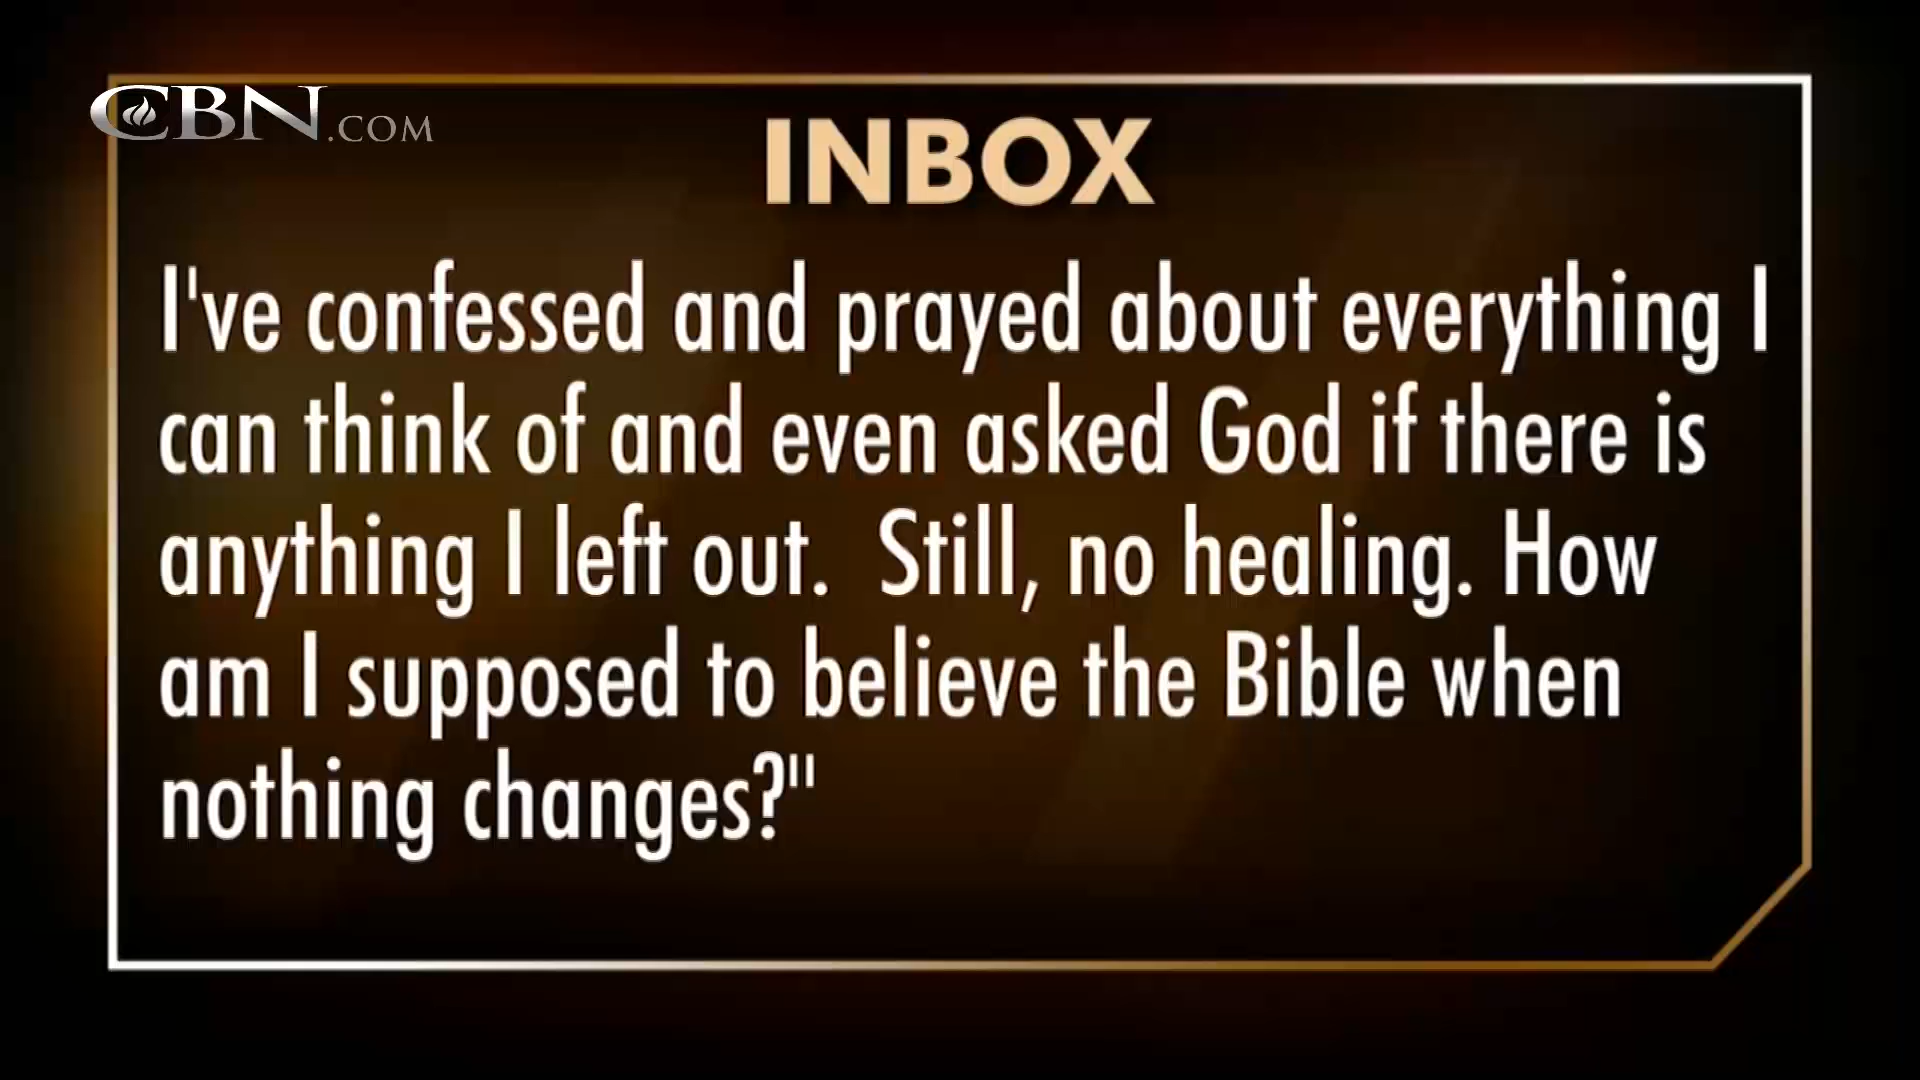 CBN.COM
INBOX
I've confessed and prayed about everything I
can think of and even asked God if there is
anything I left out.  Still, no healing. How
am I supposed to believe the Bible when
nothing changes?"